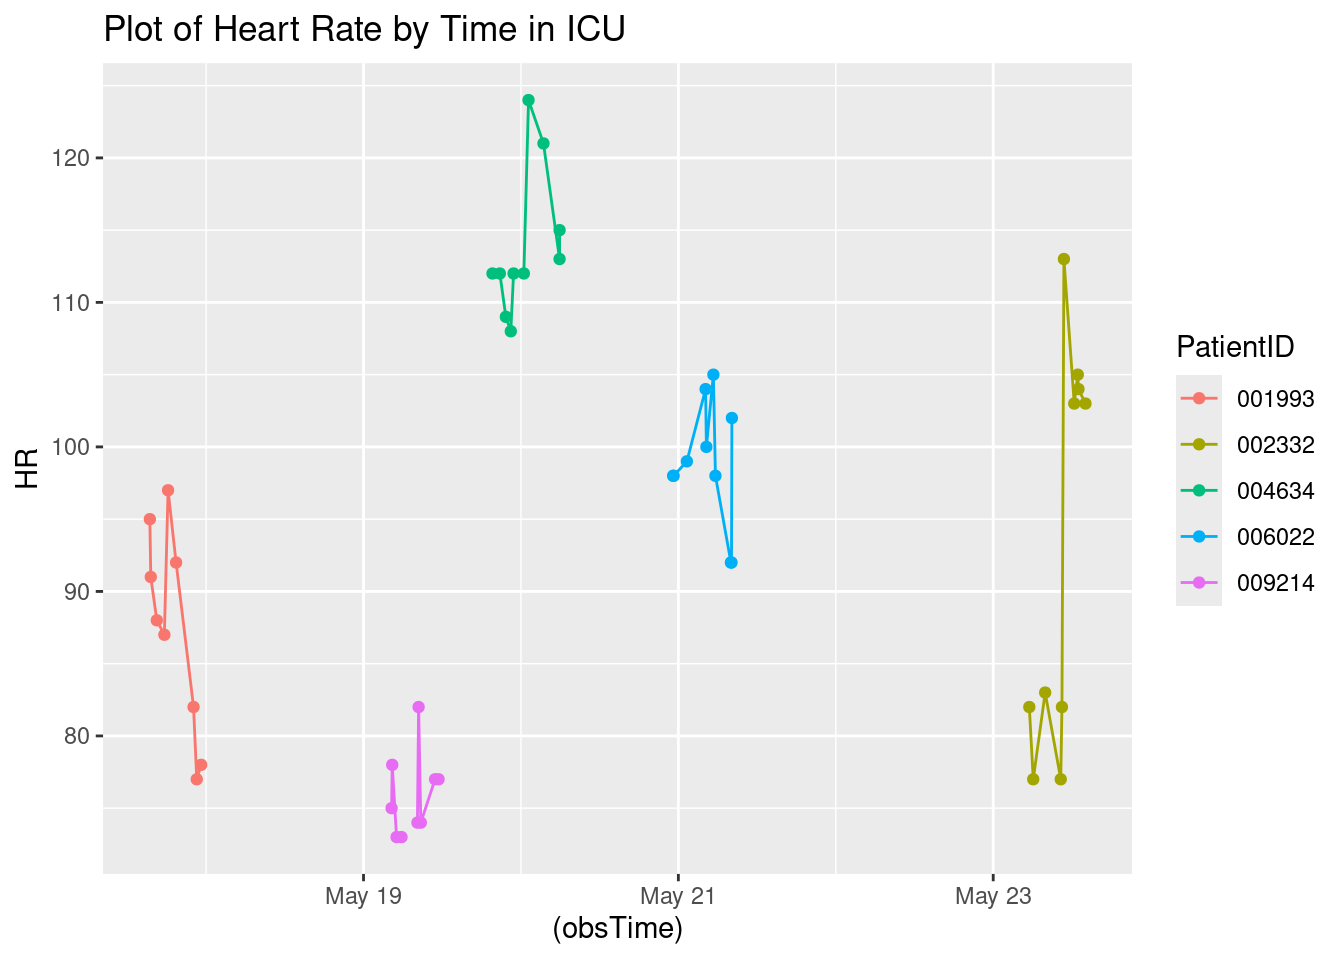 Plot of Heart Rate by Time in ICU
120
110
100
90
80
HR
May 19
May 21
May 23
(obsTime)
PatientID
001993
002332
004634
006022
009214